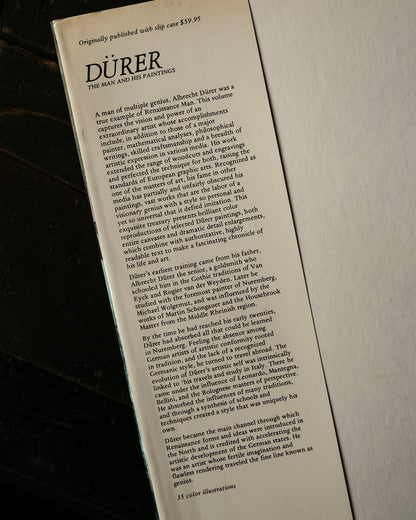 Originally published with slip case $59.95
DÜRER
THE MAN AND HIS PAINTINGS
A man of multiple genius, Albrecht Dürer was a
true example of Renaissance Man. This volume
captures the vision and power of an
extraordinary artist whose accomplishments
include, in addition to those of a major
painter, mathematical analyses, philosophical
writings, skilled craftsmanship and a breadth of
artistic expression in various media. His work
extended the range of woodcuts and engravings
and perfected the technique for both, raising the
standards of European graphic arts. Recognized as
one of the masters of art, his fame in other
media has partially and unfairly obscured his
paintings, vast works that are the labor of a
visionary genius with a style so personal and
yet so universal that it defied imitation. This
exquisite treasury presents brilliant color
reproductions of selected Dürer paintings, both
entire canvases and dramatic detail enlargements,
which combine with authoritative, highly
readable text to make a fascinating chronicle of
his life and art.
Dürer's earliest training came from his father,
Albrecht Dürer the senior, a goldsmith who
schooled him in the Gothic traditions of Van
Eyck and Rogier van der Weyden. Later he
studied with the foremost painter of Nuremberg,
Michael Wolgemut, and was influenced by the
works of Martin Schongauer and the Housebrook
Master from the Middle Rheinish region.
By the time he had reached his early twenties,
Dürer had absorbed all that could be learned
in Nuremberg. Feeling the absence among
German artists of artistic conformity rooted
in tradition, and the lack of a recognized
Germanic style, he turned to travel abroad. The
evolution of Dürer's artistic self was intrinsically
linked to 'his travels and study in Italy. There he
came under the influence of Leonardo, Mantegna,
Bellini, and the Bolognese masters of perspective.
He absorbed the influences of many traditions,
and through a synthesis of schools and
techniques created a style that was uniquely his
own.
Dürer became the main channel through which
Renaissance forms and ideas were introduced in
the North and is credited with accelerating the
artistic development of the German states. He
was an artist whose fertile imagination and
flawless rendering traveled the fine line known as
genius.
35 color illustrations